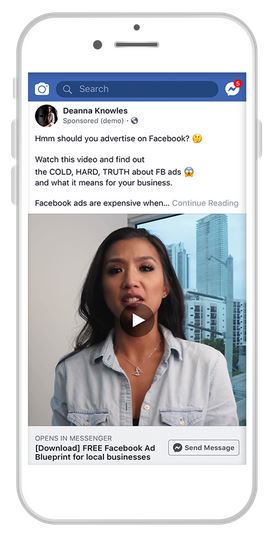 Search
6
Deanna Knowles
Sponsored (demo) ·
Hmm should you advertise on Facebook? 🤔
Watch this video and find out
the COLD, HARD, TRUTH about FB ads 😱
and what it means for your business.
Facebook ads are expensive when... Continue Reading
OPENS IN MESSENGER
[Download] FREE Facebook Ad
Blueprint for local businesses
Send Message